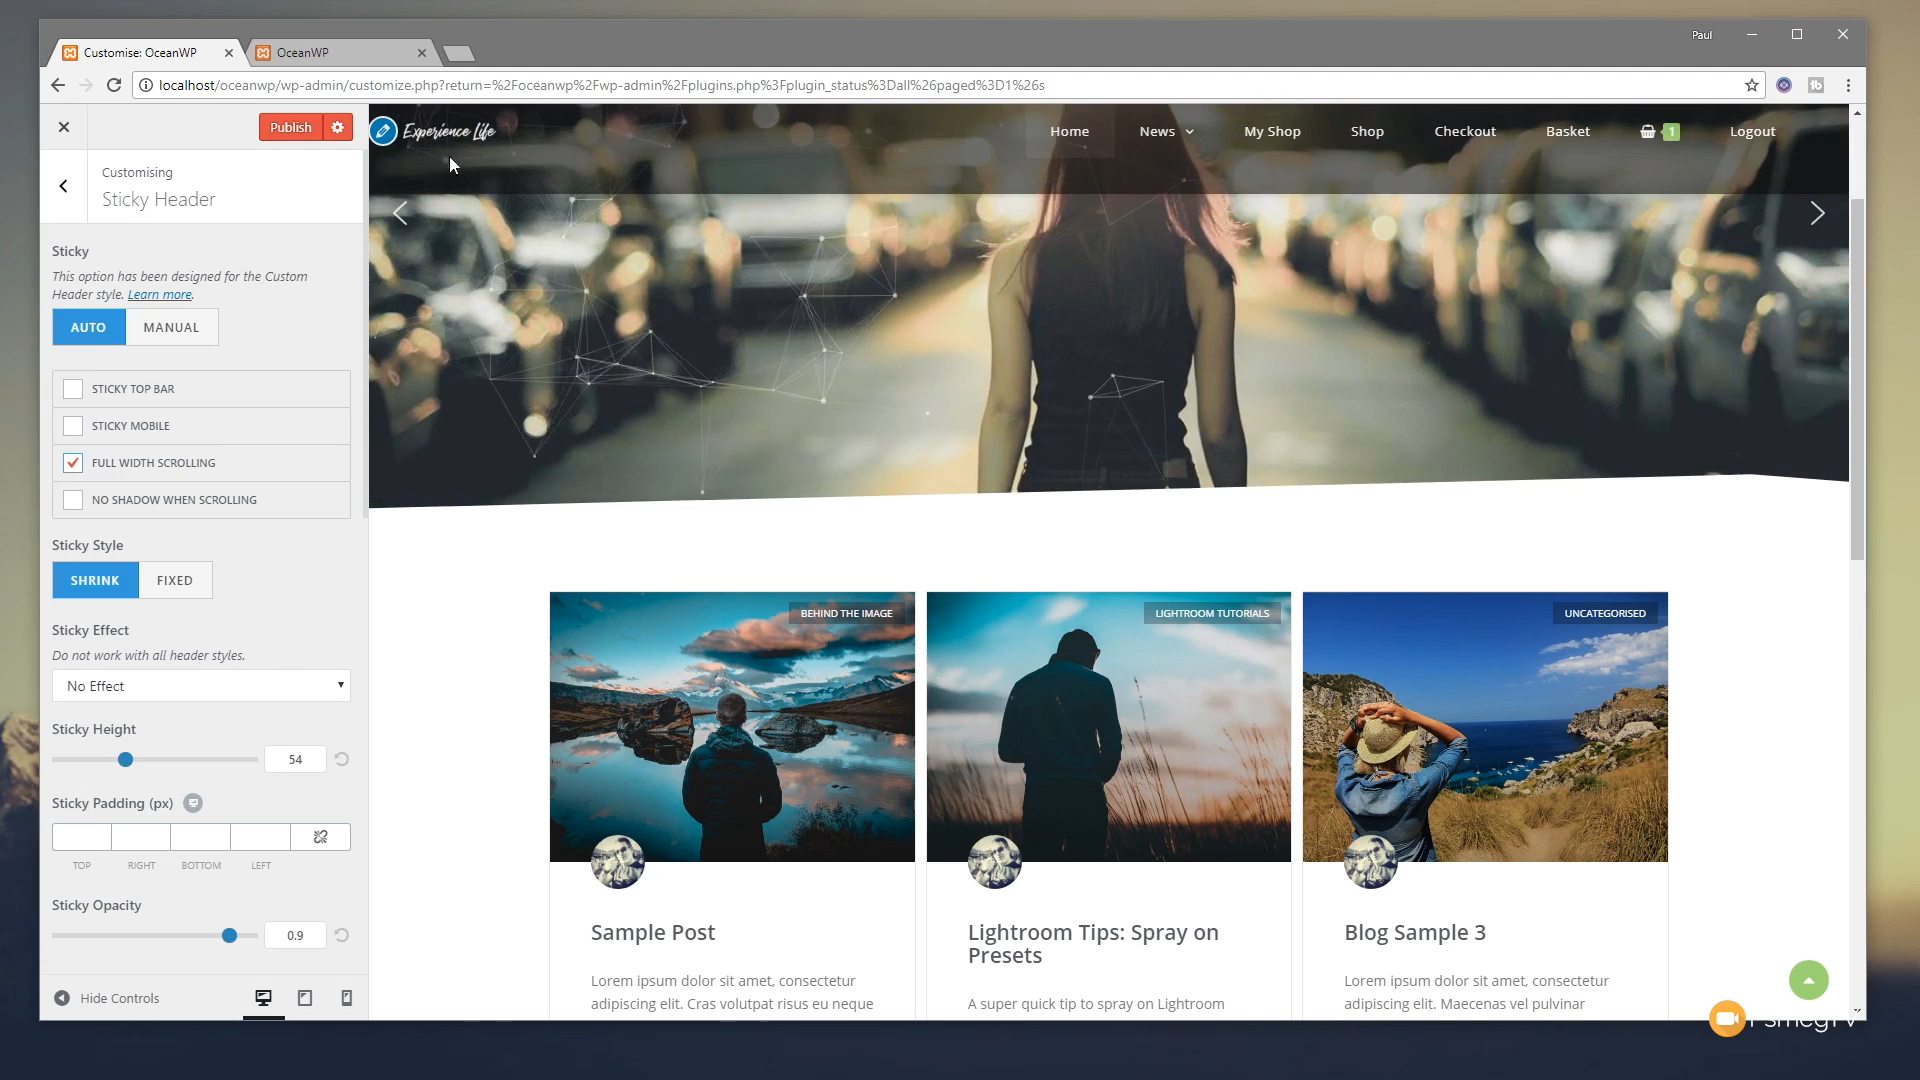 Paul
Customise: OceanWP
OceanWP
localhost/oceanwp/wp-admin/customize.php?return=%2Foceanwp%2Fwp-admin%2Fplugins.php%3Fplugin_status%3Dall%26paged%3D1%26s
Publish
Customising
Sticky Header
Sticky
This option has been designed for the Custom
Header style. Learn more.
AUTO
MANUAL
STICKY TOP BAR
STICKY MOBILE
FULL WIDTH SCROLLING
NO SHADOW WHEN SCROLLING
Sticky Style
SHRINK
FIXED
Sticky Effect
Do not work with all header styles.
No Effect
Sticky Height
54
Sticky Padding (px)
TOP
RIGHT
BOTTOM
LEFT
Sticky Opacity
0.9
Hide Controls
Experience Life
Home
News
My Shop
Shop
Checkout
Basket
1
Logout
BEHIND THE IMAGE
Sample Post
Lorem ipsum dolor sit amet, consectetur
adipiscing elit. Cras volutpat risus eu neque
LIGHTROOM TUTORIALS
Lightroom Tips: Spray on
Presets
A super quick tip to spray on Lightroom
UNCATEGORISED
Blog Sample 3
Lorem ipsum dolor sit amet, consectetur
adipiscing elit. Maecenas vel pulvinar